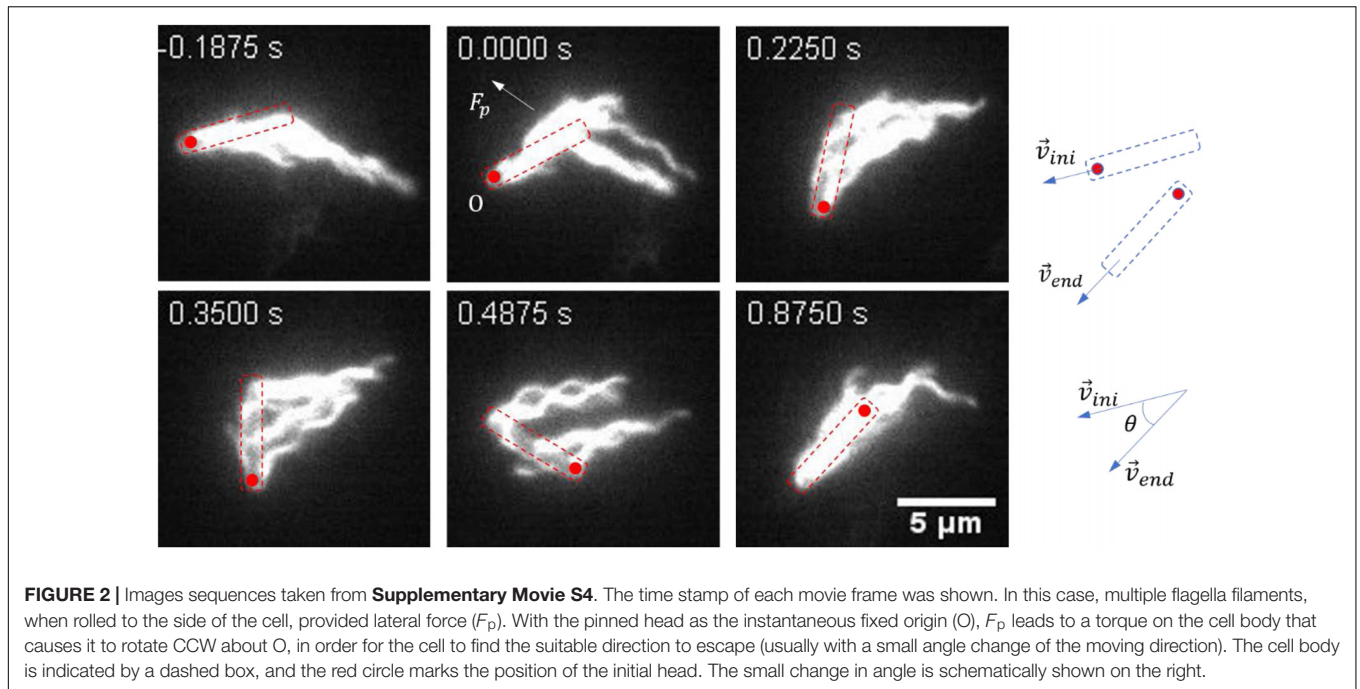 -0.1875 s
0.0000 s
0.2250 s
F_p
O
v⃗_ini
v⃗_end
0.3500 s
0.4875 s
0.8750 s
5 µm
v⃗_ini
θ
v⃗_end
FIGURE 2 | Images sequences taken from Supplementary Movie S4. The time stamp of each movie frame was shown. In this case, multiple flagella filaments,
when rolled to the side of the cell, provided lateral force (Fp). With the pinned head as the instantaneous fixed origin (O), Fp leads to a torque on the cell body that
causes it to rotate CCW about O, in order for the cell to find the suitable direction to escape (usually with a small angle change of the moving direction). The cell body
is indicated by a dashed box, and the red circle marks the position of the initial head. The small change in angle is schematically shown on the right.